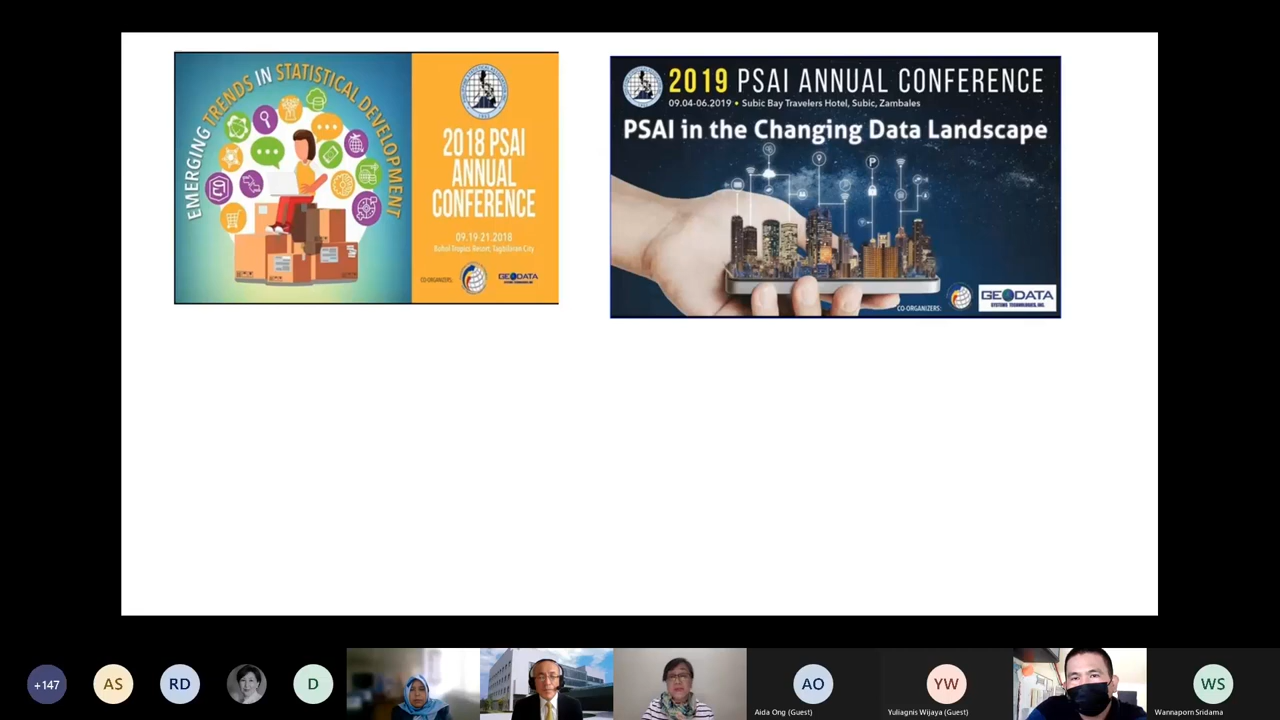 EMERGING TRENDS IN STATISTICAL DEVELOPMENT
2018 PSAI
ANNUAL
CONFERENCE
09.19-21.2018
Bohol Tropics Resort, Tagbilaran City
CO-ORGANIZERS:
GEODATA
2019 PSAI ANNUAL CONFERENCE
09.04-06.2019 • Subic Bay Travelers Hotel, Subic, Zambales
PSAI in the Changing Data Landscape
P
CO-ORGANIZERS:
GEODATA
SYSTEMS TECHNOLOGIES, INC.
+147
AS
RD
D
AO
Aida Ong (Guest)
YW
Yuliagnis Wijaya (Guest)
WS
Wannaporn Sridama